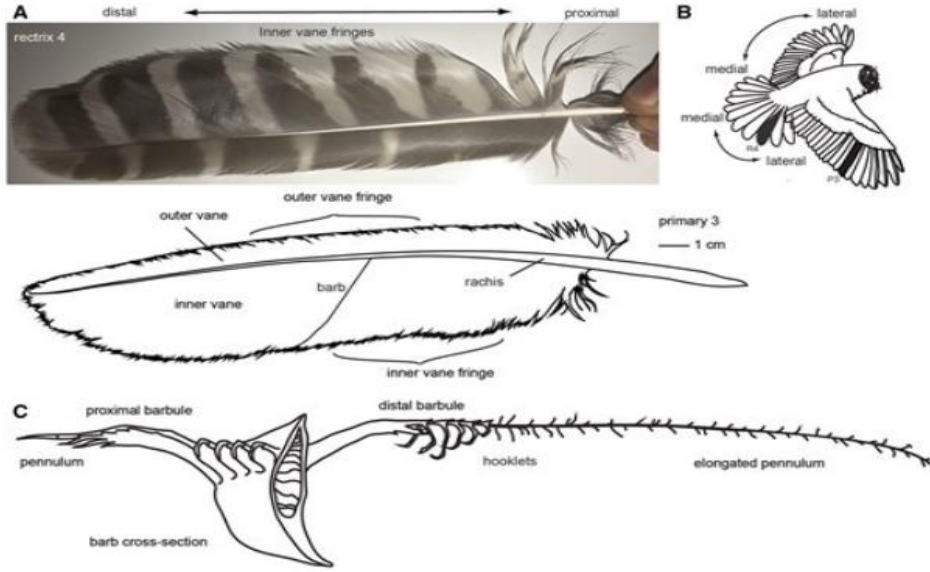 A
distal
proximal
rectrix 4
Inner vane fringes
B
lateral
medial
medial
R4
lateral
P3
outer vane fringe
outer vane
primary 3
1 cm
barb
rachis
inner vane
inner vane fringe
C
proximal barbule
distal barbule
pennulum
hooklets
elongated pennulum
barb cross-section